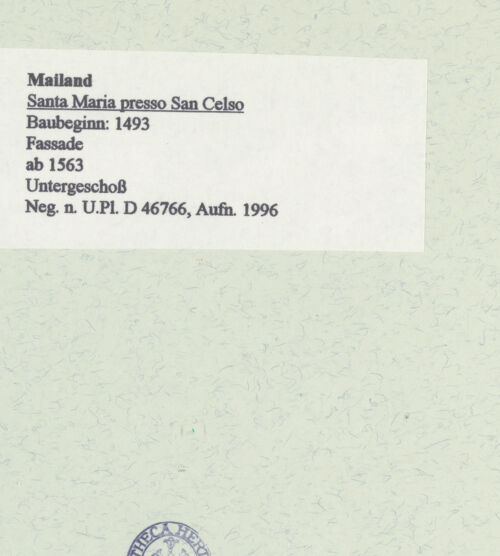 Mailand
Santa Maria presso San Celso
Baubeginn: 1493
Fassade
ab 1563
Untergeschoß
Neg. n. U.Pl. D 46766, Aufn. 1996